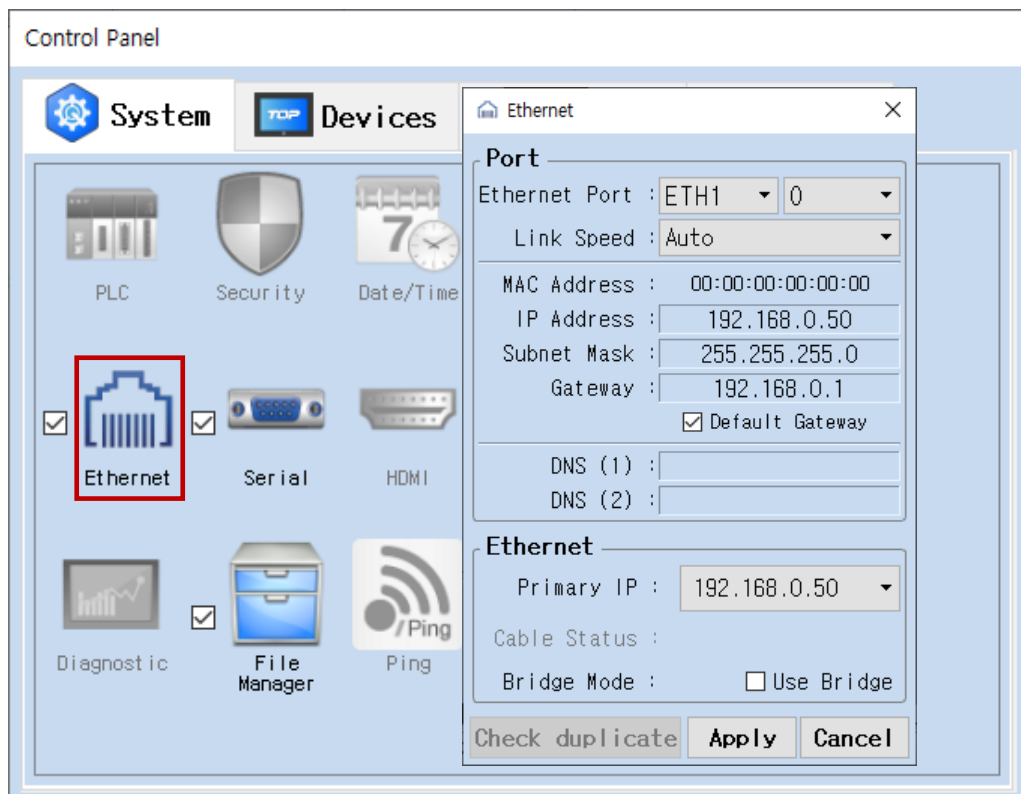 Control Panel
System
TOP
Devices
PLC
Security
7
Date/Time
Ethernet
Serial
HDMI
Diagnostic
File
Manager
/Ping
Ping
Ethernet
Port
Ethernet Port : ETH1 0
Link Speed : Auto
MAC Address : 00:00:00:00:00:00
IP Address : 192.168.0.50
Subnet Mask : 255.255.255.0
Gateway : 192.168.0.1
Default Gateway
DNS (1) :
DNS (2) :
Ethernet
Primary IP : 192.168.0.50
Cable Status :
Bridge Mode : Use Bridge
Check duplicate Apply Cancel